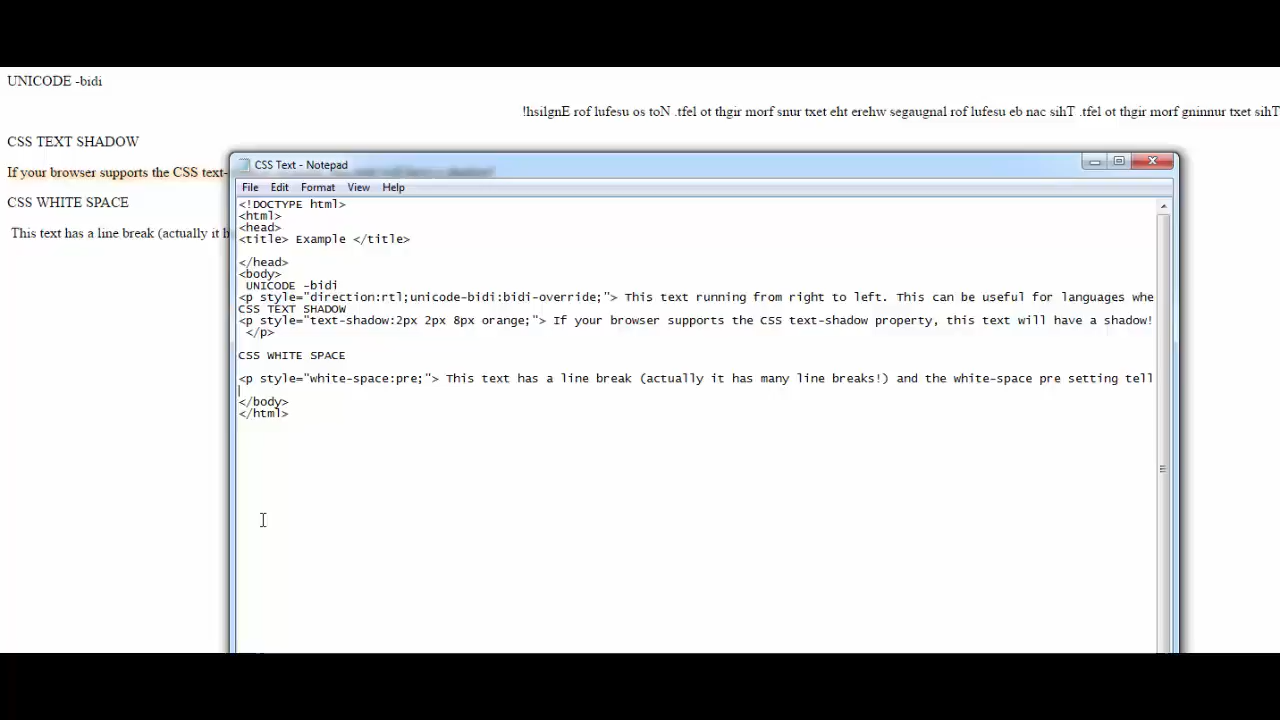 UNICODE -bidi
!hsilgnE rof lufesu os toN .tfel ot thgir morf snur txet eht erehw segaugnal rof lufesu eb nac sihT .tfel ot thgir morf gninnur txet sihT
CSS TEXT SHADOW
If your browser supports the CSS text-
CSS WHITE SPACE
This text has a line break (actually it h
CSS Text - Notepad
File Edit Format View Help
<!DOCTYPE html>
<html>
<head>
<title> Example </title>
</head>
<body>
UNICODE -bidi
<p style="direction:rtl;unicode-bidi:bidi-override;"> This text running from right to left. This can be useful for languages whe
CSS TEXT SHADOW
<p style="text-shadow:2px 2px 8px orange;"> If your browser supports the CSS text-shadow property, this text will have a shadow!
</p>
CSS WHITE SPACE
<p style="white-space:pre;"> This text has a line break (actually it has many line breaks!) and the white-space pre setting tell
</body>
</html>